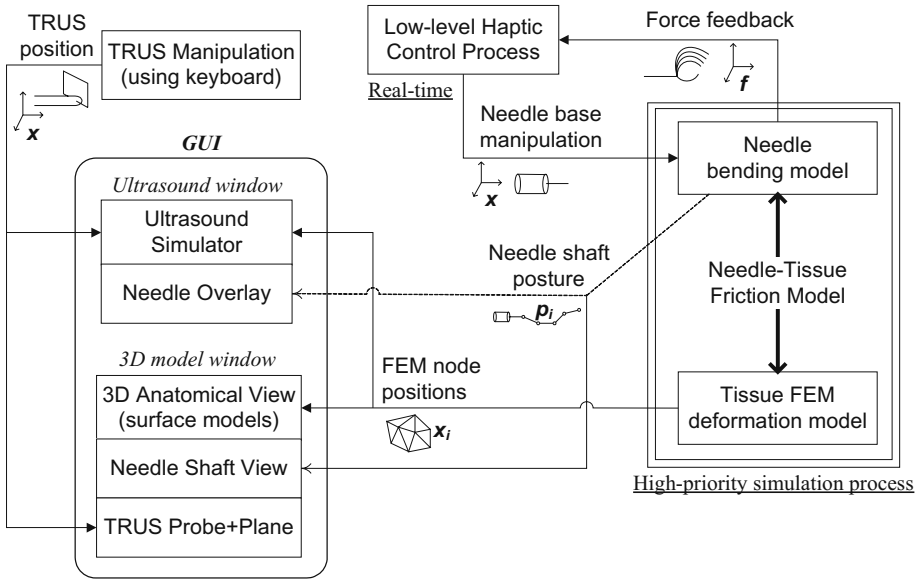 TRUS
position
TRUS Manipulation
(using keyboard)
x
Low-level Haptic
Control Process
Real-time
Force feedback
f
Needle base
manipulation
x
GUI
Ultrasound window
Ultrasound
Simulator
Needle Overlay
3D model window
3D Anatomical View
(surface models)
Needle Shaft View
TRUS Probe+Plane
Needle shaft
posture
p_i
FEM node
positions
x_i
Needle
bending model
Needle-Tissue
Friction Model
Tissue FEM
deformation model
High-priority simulation process